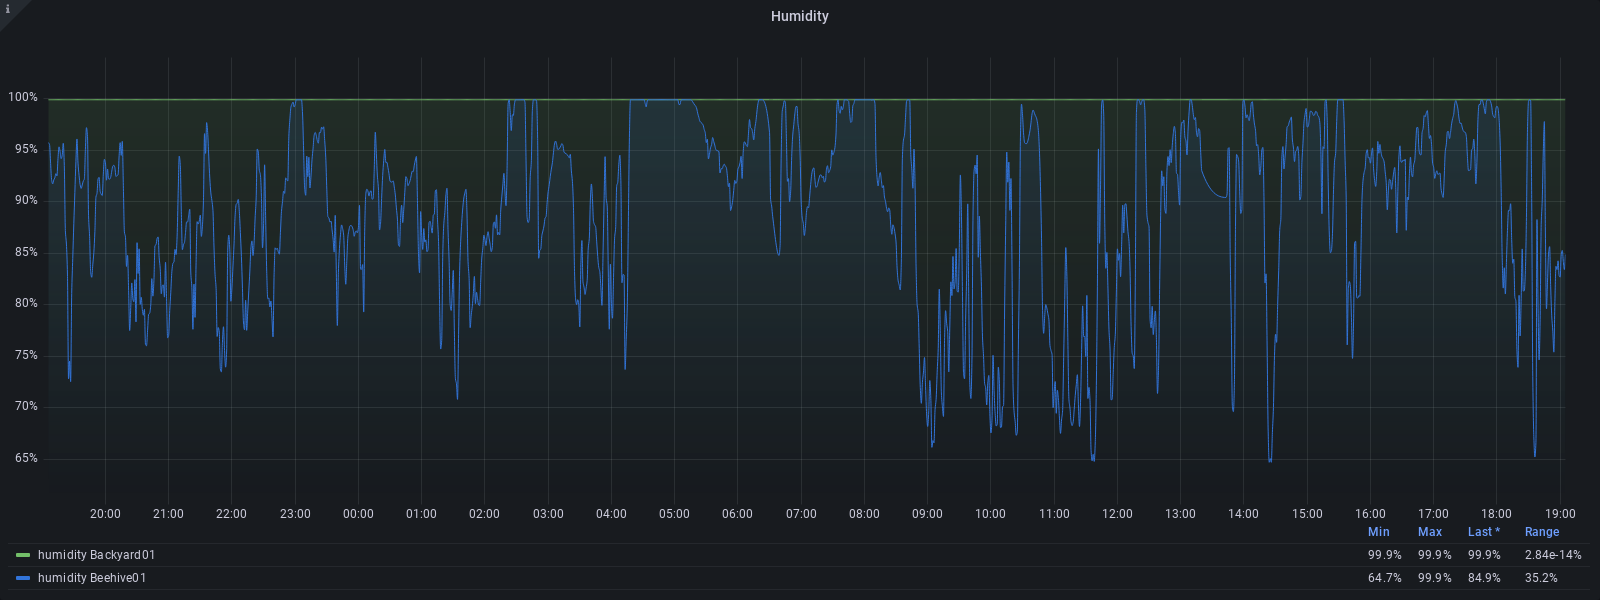 i
Humidity
100%
95%
90%
85%
80%
75%
70%
65%
20:00 21:00 22:00 23:00 00:00 01:00 02:00 03:00 04:00 05:00 06:00 07:00 08:00 09:00 10:00 11:00 12:00 13:00 14:00 15:00 16:00 17:00 18:00 19:00
Min Max Last * Range
humidity Backyard01 99.9% 99.9% 99.9% 2.84e-14%
humidity Beehive01 64.7% 99.9% 84.9% 35.2%